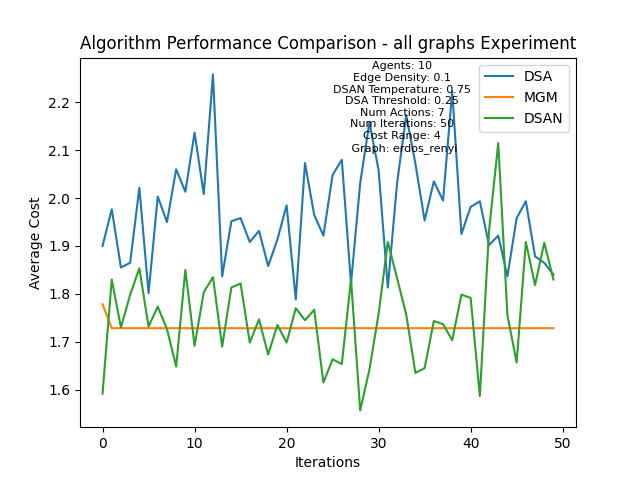 Algorithm Performance Comparison - all graphs Experiment
Agents: 10
Edge Density: 0.1
DSAN Temperature: 0.75
DSA Threshold: 0.25
Num Actions: 7
Num Iterations: 50
Cost Range: 4
Graph: erdos_renyi
DSA
MGM
DSAN
Average Cost
2.2
2.1
2.0
1.9
1.8
1.7
1.6
0
10
20
30
40
50
Iterations